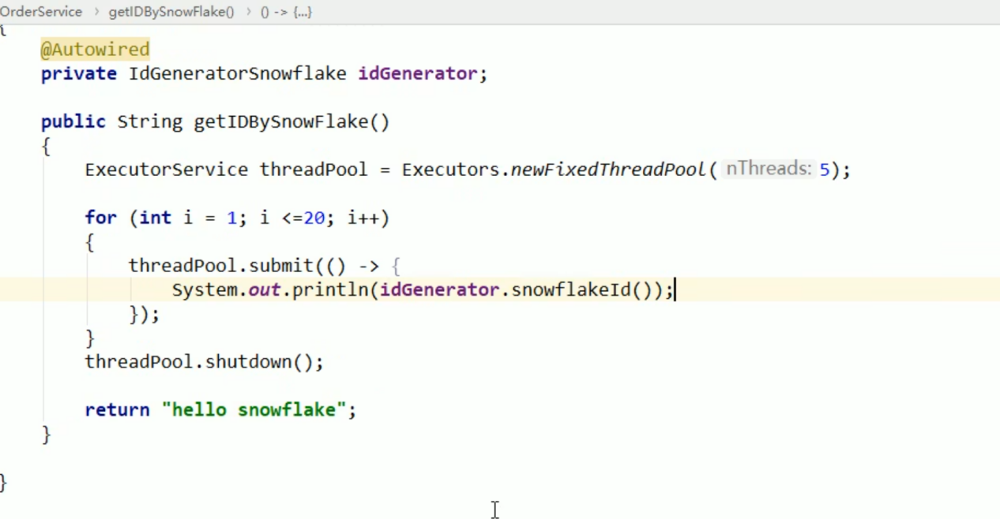 OrderService > getIDBySnowFlake() > () -> {...}
{
@Autowired
private IdGeneratorSnowflake idGenerator;
public String getIDBySnowFlake()
{
ExecutorService threadPool = Executors.newFixedThreadPool( nThreads: 5);
for (int i = 1; i <=20; i++)
{
threadPool.submit(() -> {
System.out.println(idGenerator.snowflakeId());
});
}
threadPool.shutdown();
return "hello snowflake";
}
}